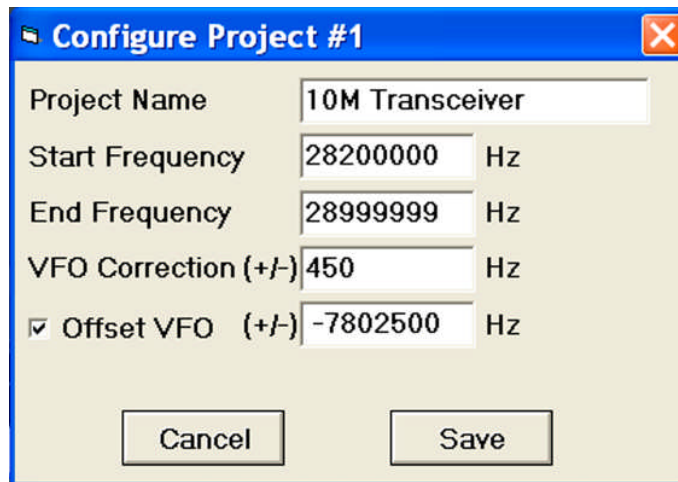 Configure Project #1
Project Name 10M Transceiver
Start Frequency 28200000 Hz
End Frequency 28999999 Hz
VFO Correction (+/-) 450 Hz
Offset VFO (+/-) -7802500 Hz
Cancel Save